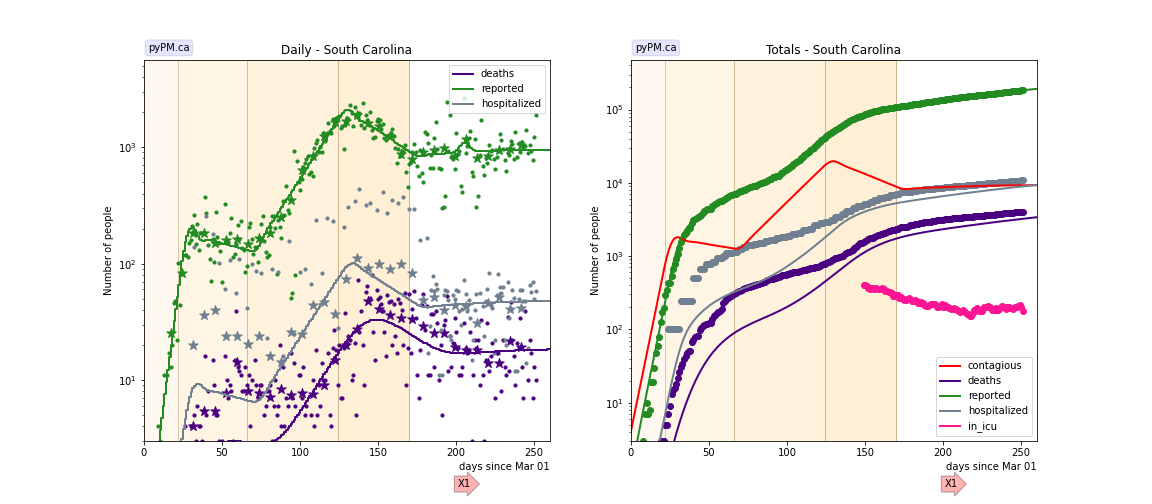 pyPM.ca
Daily - South Carolina
deaths
reported
hospitalized
Number of people
10³
10²
10¹
0 50 100 150 200 250
days since Mar 01
X1
pyPM.ca
Totals - South Carolina
Number of people
10⁵
10⁴
10³
10²
10¹
contagious
deaths
reported
hospitalized
in_icu
0 50 100 150 200 250
days since Mar 01
X1